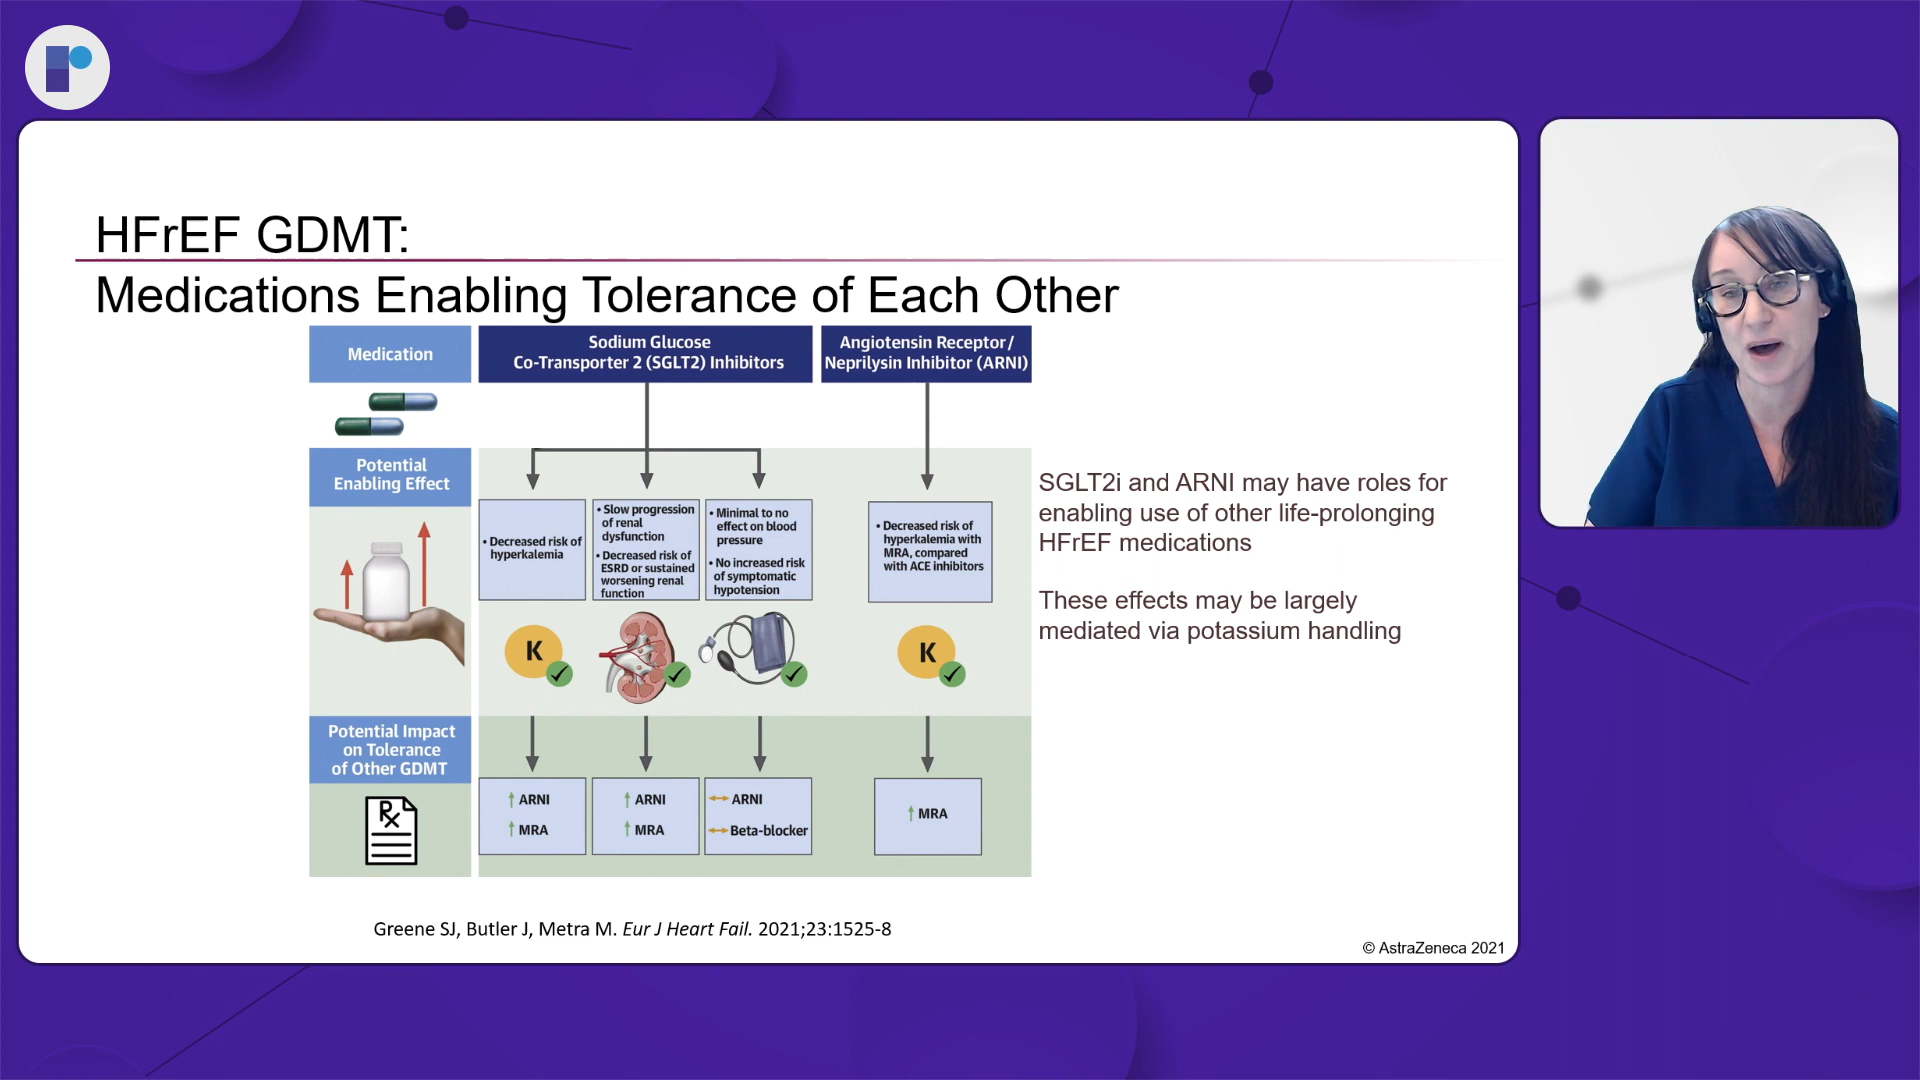 HFrEF GDMT:
Medications Enabling Tolerance of Each Other
Medication
Sodium Glucose
Co-Transporter 2 (SGLT2) Inhibitors
Angiotensin Receptor/
Neprilysin Inhibitor (ARNI)
Potential
Enabling Effect
• Decreased risk of
hyperkalemia
• Slow progression
of renal
dysfunction
• Decreased risk of
ESRD or sustained
worsening renal
function
• Minimal to no
effect on blood
pressure
• No increased risk
of symptomatic
hypotension
• Decreased risk of
hyperkalemia with
MRA, compared
with ACE inhibitors
K
K
Potential Impact
on Tolerance
of Other GDMT
Rx
↑ ARNI
↑ MRA
↑ ARNI
↑ MRA
↔ ARNI
↔ Beta-blocker
↑ MRA
SGLT2i and ARNI may have roles for
enabling use of other life-prolonging
HFrEF medications
These effects may be largely
mediated via potassium handling
Greene SJ, Butler J, Metra M. Eur J Heart Fail. 2021;23:1525-8
© AstraZeneca 2021